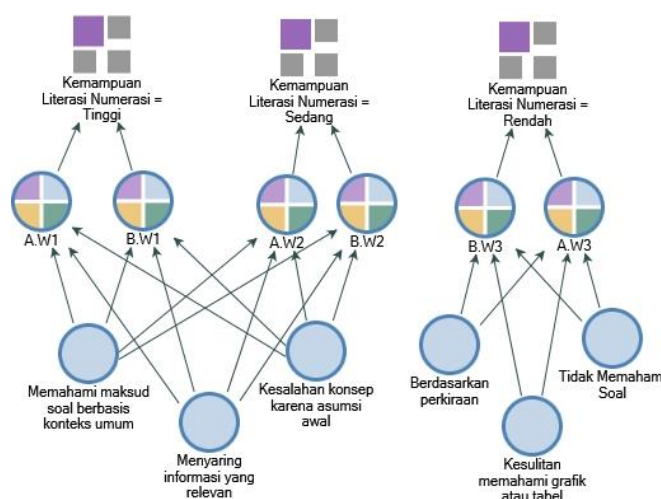 Kemampuan
Literasi Numerasi =
Tinggi
Kemampuan
Literasi Numerasi =
Sedang
Kemampuan
Literasi Numerasi =
Rendah
A.W1
B.W1
A.W2
B.W2
B.W3
A.W3
Memahami maksud
soal berbasis
konteks umum
Menyaring
informasi yang
relevan
Kesalahan konsep
karena asumsi
awal
Berdasarkan
perkiraan
Kesulitan
memahami grafik
atau tabel
Tidak Memaham
Soal